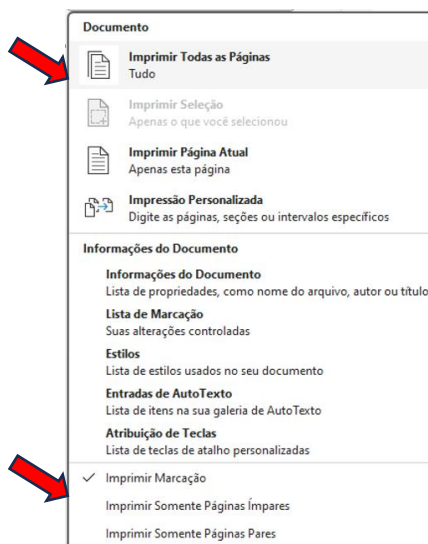 Documento
Imprimir Todas as Páginas
Tudo
Imprimir Seleção
Apenas o que você selecionou
Imprimir Página Atual
Apenas esta página
Impressão Personalizada
Digite as páginas, seções ou intervalos específicos
Informações do Documento
Informações do Documento
Lista de propriedades, como nome do arquivo, autor ou título
Lista de Marcação
Suas alterações controladas
Estilos
Lista de estilos usados no seu documento
Entradas de AutoTexto
Lista de itens na sua galeria de AutoTexto
Atribuição de Teclas
Lista de teclas de atalho personalizadas
Imprimir Marcação
Imprimir Somente Páginas Ímpares
Imprimir Somente Páginas Pares